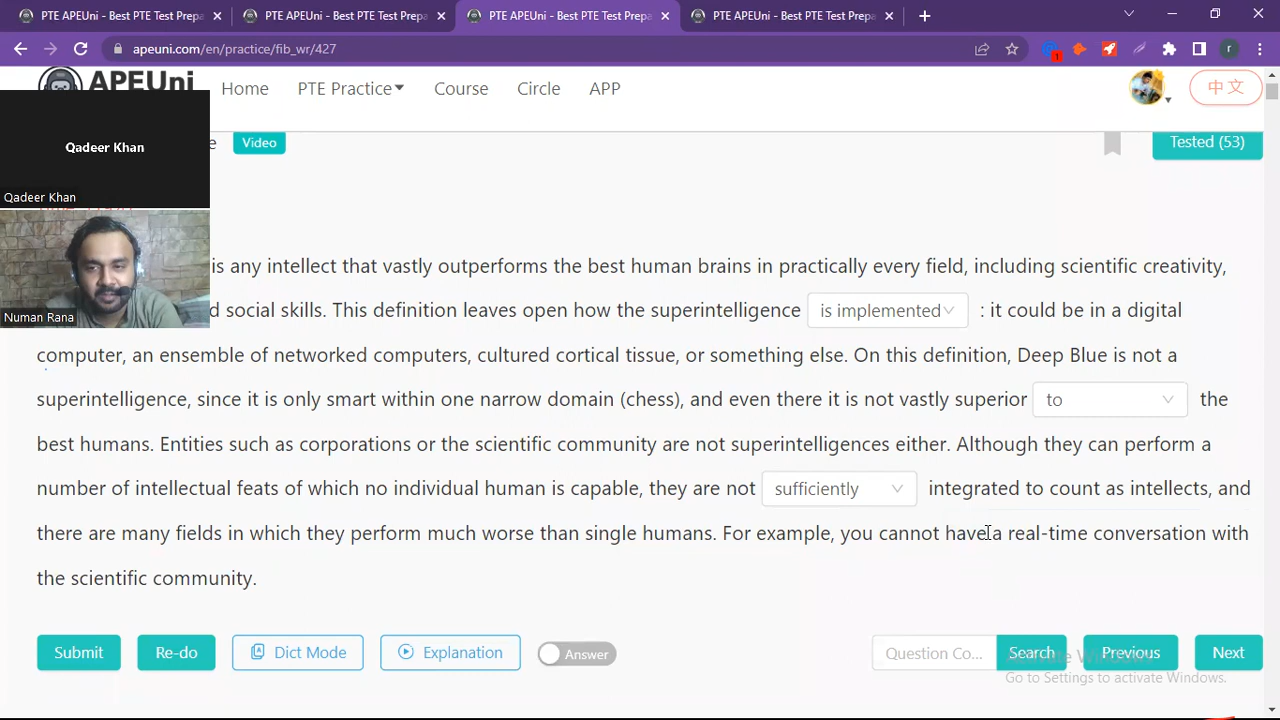 PTE APEUni - Best PTE Test Prepa
PTE APEUni - Best PTE Test Prepa
PTE APEUni - Best PTE Test Prepa
PTE APEUni - Best PTE Test Prepa
apeuni.com/en/practice/fib_wr/427
1
r
APEUni
Home
PTE Practice
Course
Circle
APP
中文
Qadeer Khan
Qadeer Khan
Numan Rana
e
Video
Tested (53)
is any intellect that vastly outperforms the best human brains in practically every field, including scientific creativity,
d social skills. This definition leaves open how the superintelligence is implemented : it could be in a digital
computer, an ensemble of networked computers, cultured cortical tissue, or something else. On this definition, Deep Blue is not a
superintelligence, since it is only smart within one narrow domain (chess), and even there it is not vastly superior to the
best humans. Entities such as corporations or the scientific community are not superintelligences either. Although they can perform a
number of intellectual feats of which no individual human is capable, they are not sufficiently integrated to count as intellects, and
there are many fields in which they perform much worse than single humans. For example, you cannot have a real-time conversation with
the scientific community.
Submit
Re-do
Dict Mode
Explanation
Answer
Question Co...
Search
Previous
Next
Activate Windows
Go to Settings to activate Windows.